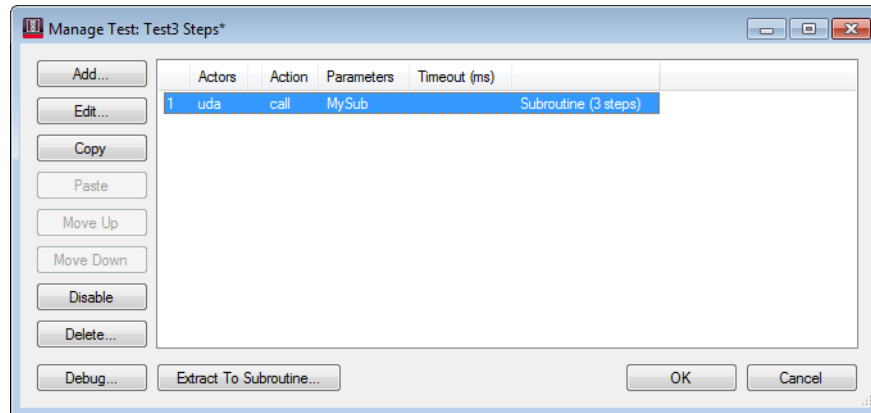 Manage Test: Test3 Steps*
Add...
Actors Action Parameters Timeout (ms)
1 uda call MySub Subroutine (3 steps)
Edit...
Copy
Paste
Move Up
Move Down
Disable
Delete...
Debug... Extract To Subroutine... OK Cancel